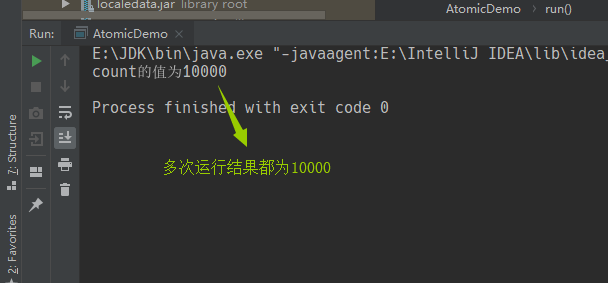 localedata.jar library root
AtomicDemo
run()
Run:
AtomicDemo
E:\JDK\bin\java.exe "-javaagent:E:\IntelliJ IDEA\lib\idea_
count的值为10000
Process finished with exit code 0
多次运行结果都为10000
7: Structure
2: Favorites